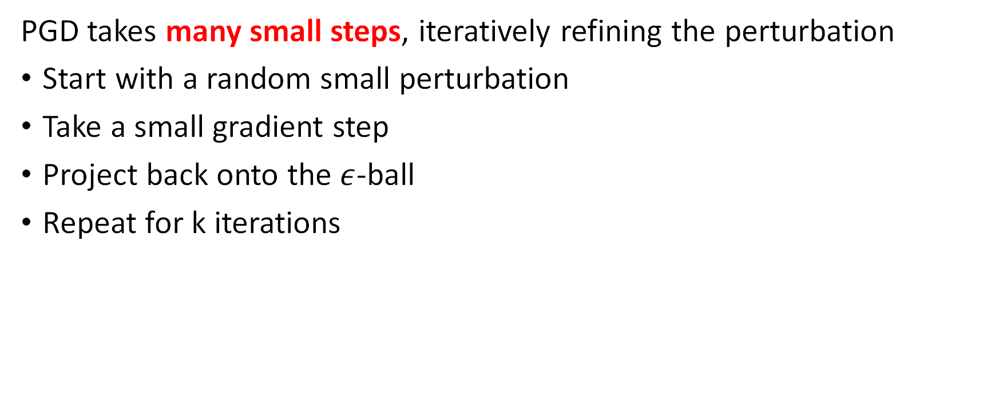 PGD takes many small steps, iteratively refining the perturbation
• Start with a random small perturbation
• Take a small gradient step
• Project back onto the ϵ-ball
• Repeat for k iterations